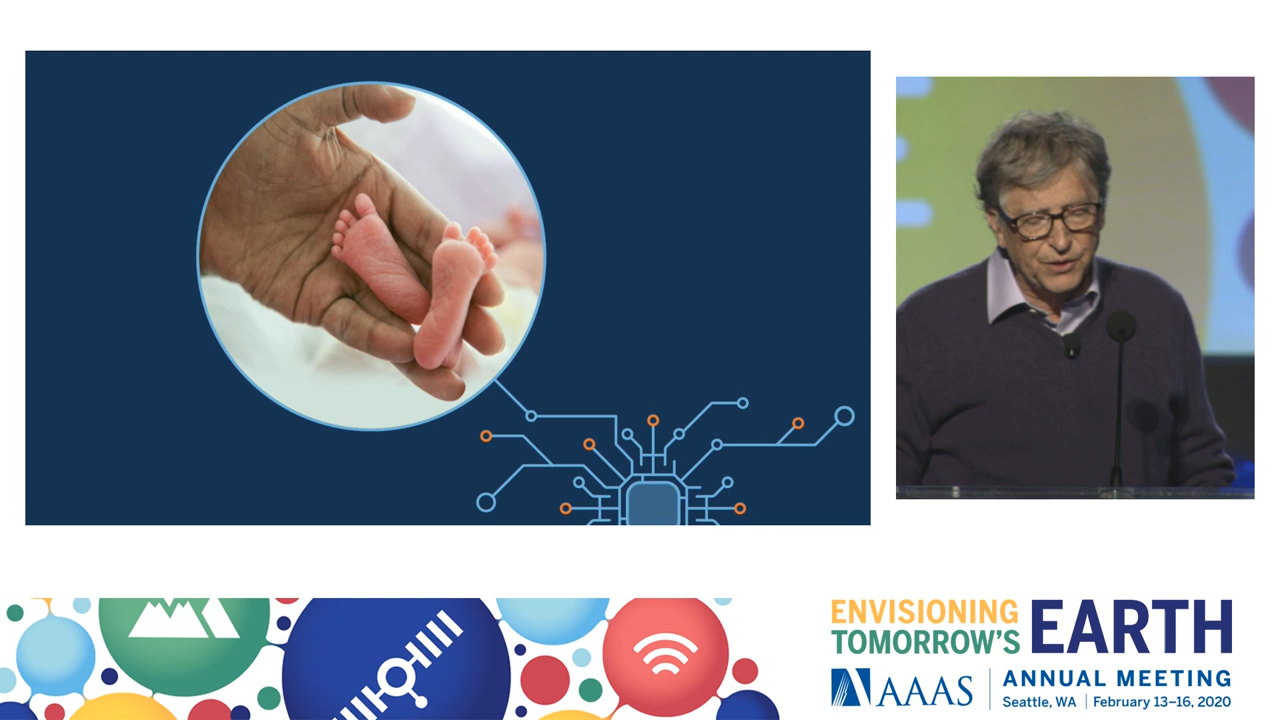 ENVISIONING
TOMORROW'S
EARTH
AAAS
ANNUAL MEETING
Seattle, WA | February 13–16, 2020